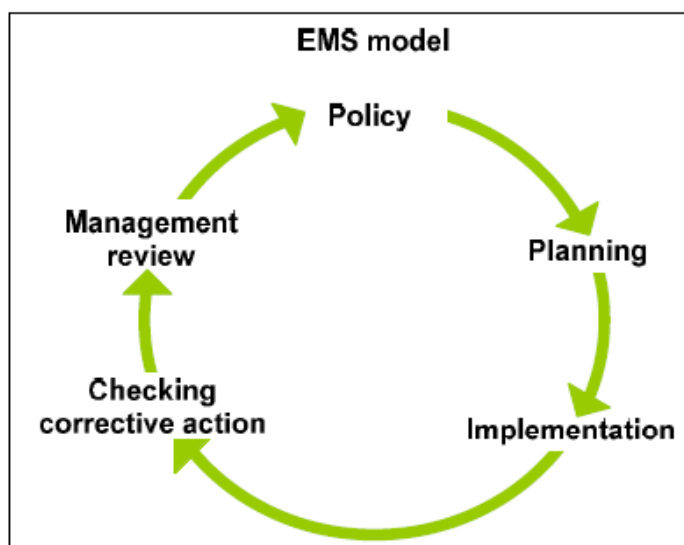 EMS model
Policy
Planning
Implementation
Checking
corrective action
Management
review